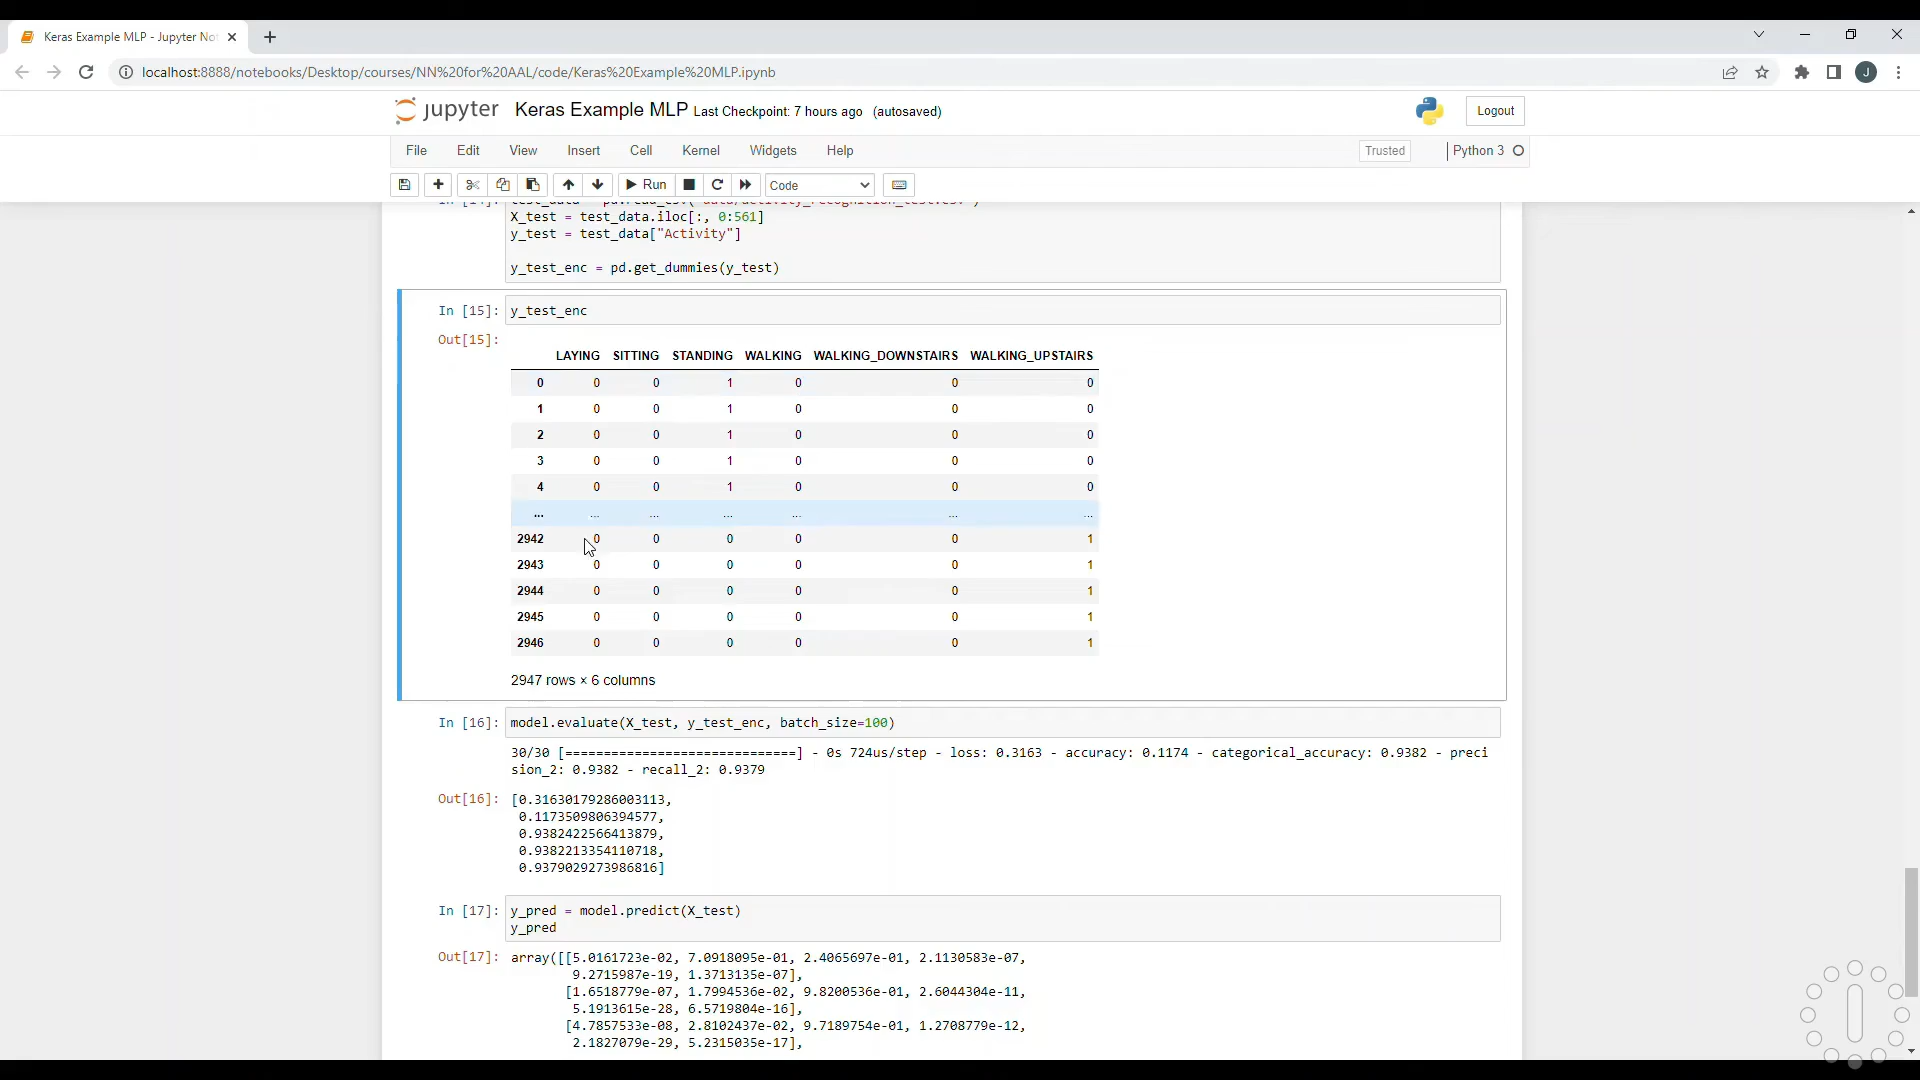 Keras Example MLP - Jupyter No
localhost:8888/notebooks/Desktop/courses/NN%20for%20AAL/code/Keras%20Example%20MLP.ipynb
J
jupyter Keras Example MLP Last Checkpoint: 7 hours ago (autosaved)
Logout
File Edit View Insert Cell Kernel Widgets Help
Trusted
Python 3
Run
Code
X_test = test_data.iloc[:, 0:561]
y_test = test_data["Activity"]
y_test_enc = pd.get_dummies(y_test)
In [15]: y_test_enc
Out[15]:
LAYING SITTING STANDING WALKING WALKING_DOWNSTAIRS WALKING_UPSTAIRS
0 0 0 1 0 0 0
1 0 0 1 0 0 0
2 0 0 1 0 0 0
3 0 0 1 0 0 0
4 0 0 1 0 0 0
... ... ... ... ... ... ...
2942 0 0 0 0 0 1
2943 0 0 0 0 0 1
2944 0 0 0 0 0 1
2945 0 0 0 0 0 1
2946 0 0 0 0 0 1
2947 rows × 6 columns
In [16]: model.evaluate(X_test, y_test_enc, batch_size=100)
30/30 [==============================] - 0s 724us/step - loss: 0.3163 - accuracy: 0.1174 - categorical_accuracy: 0.9382 - preci
sion_2: 0.9382 - recall_2: 0.9379
Out[16]: [0.31630179286003113,
0.1173509806394577,
0.9382422566413879,
0.9382213354110718,
0.9379029273986816]
In [17]: y_pred = model.predict(X_test)
y_pred
Out[17]: array([[5.0161723e-02, 7.0918095e-01, 2.4065697e-01, 2.1130583e-07,
9.2715987e-19, 1.3713135e-07],
[1.6518779e-07, 1.7994536e-02, 9.8200536e-01, 2.6044304e-11,
5.1913615e-28, 6.5719804e-16],
[4.7857533e-08, 2.8102437e-02, 9.7189754e-01, 1.2708779e-12,
2.1827079e-29, 5.2315035e-17],